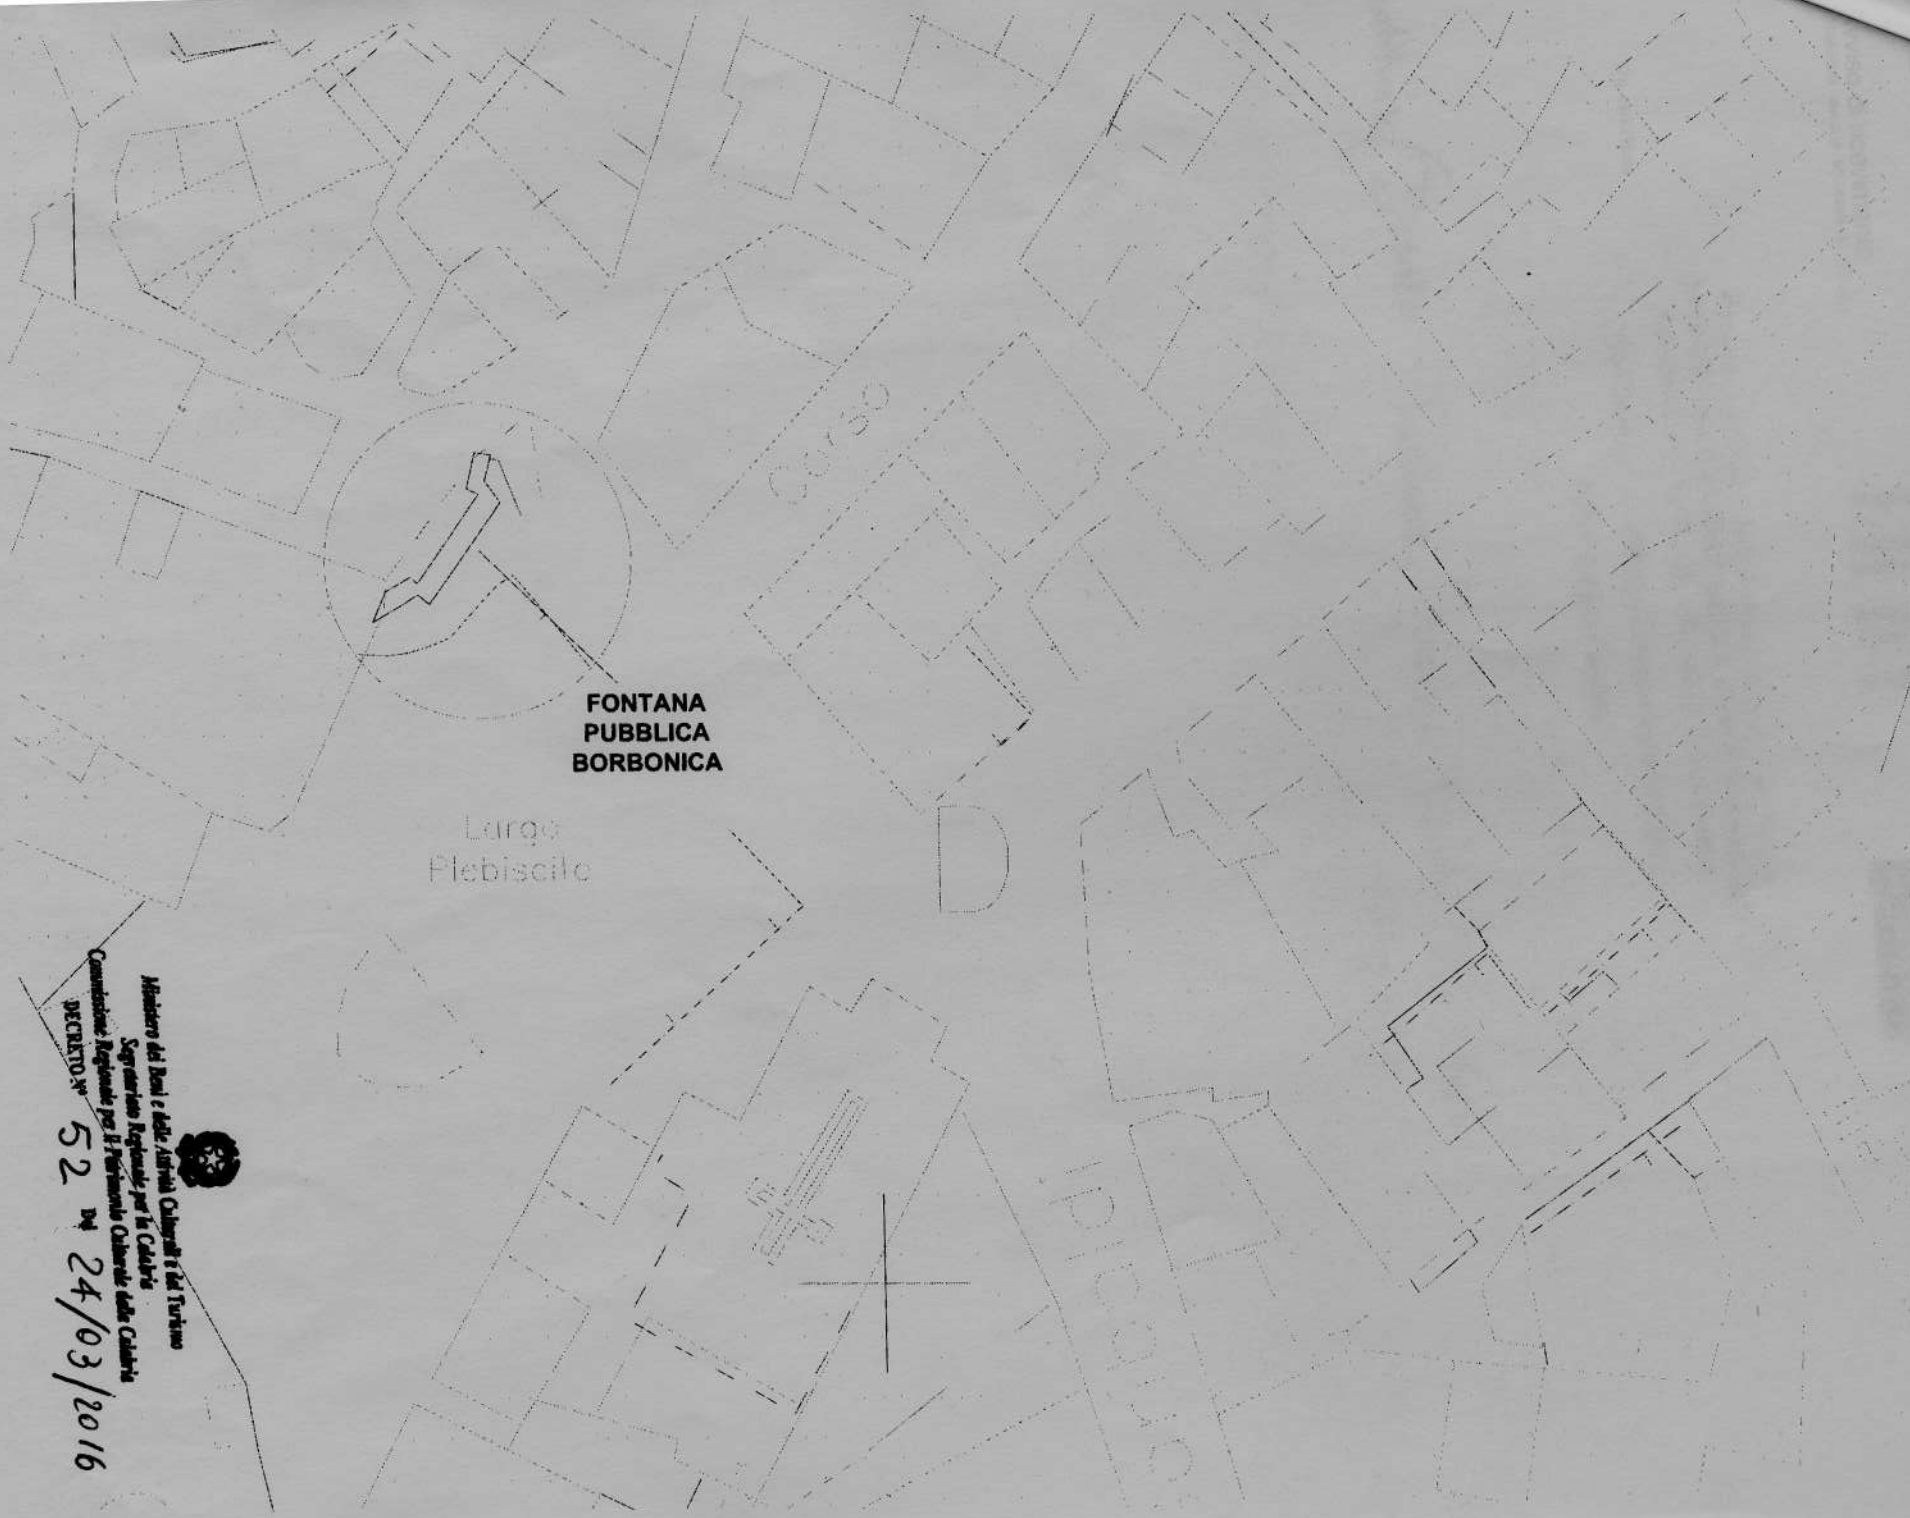 Corso
FONTANA
PUBBLICA
BORBONICA
Largo
Plebiscito
D
Ministero dei Beni e delle Attività Culturali e del Turismo
Segretariato Regionale per la Calabria
Commissione Regionale per il Patrimonio Culturale della Calabria
DECRETO N° 52 Del 24/03/2016